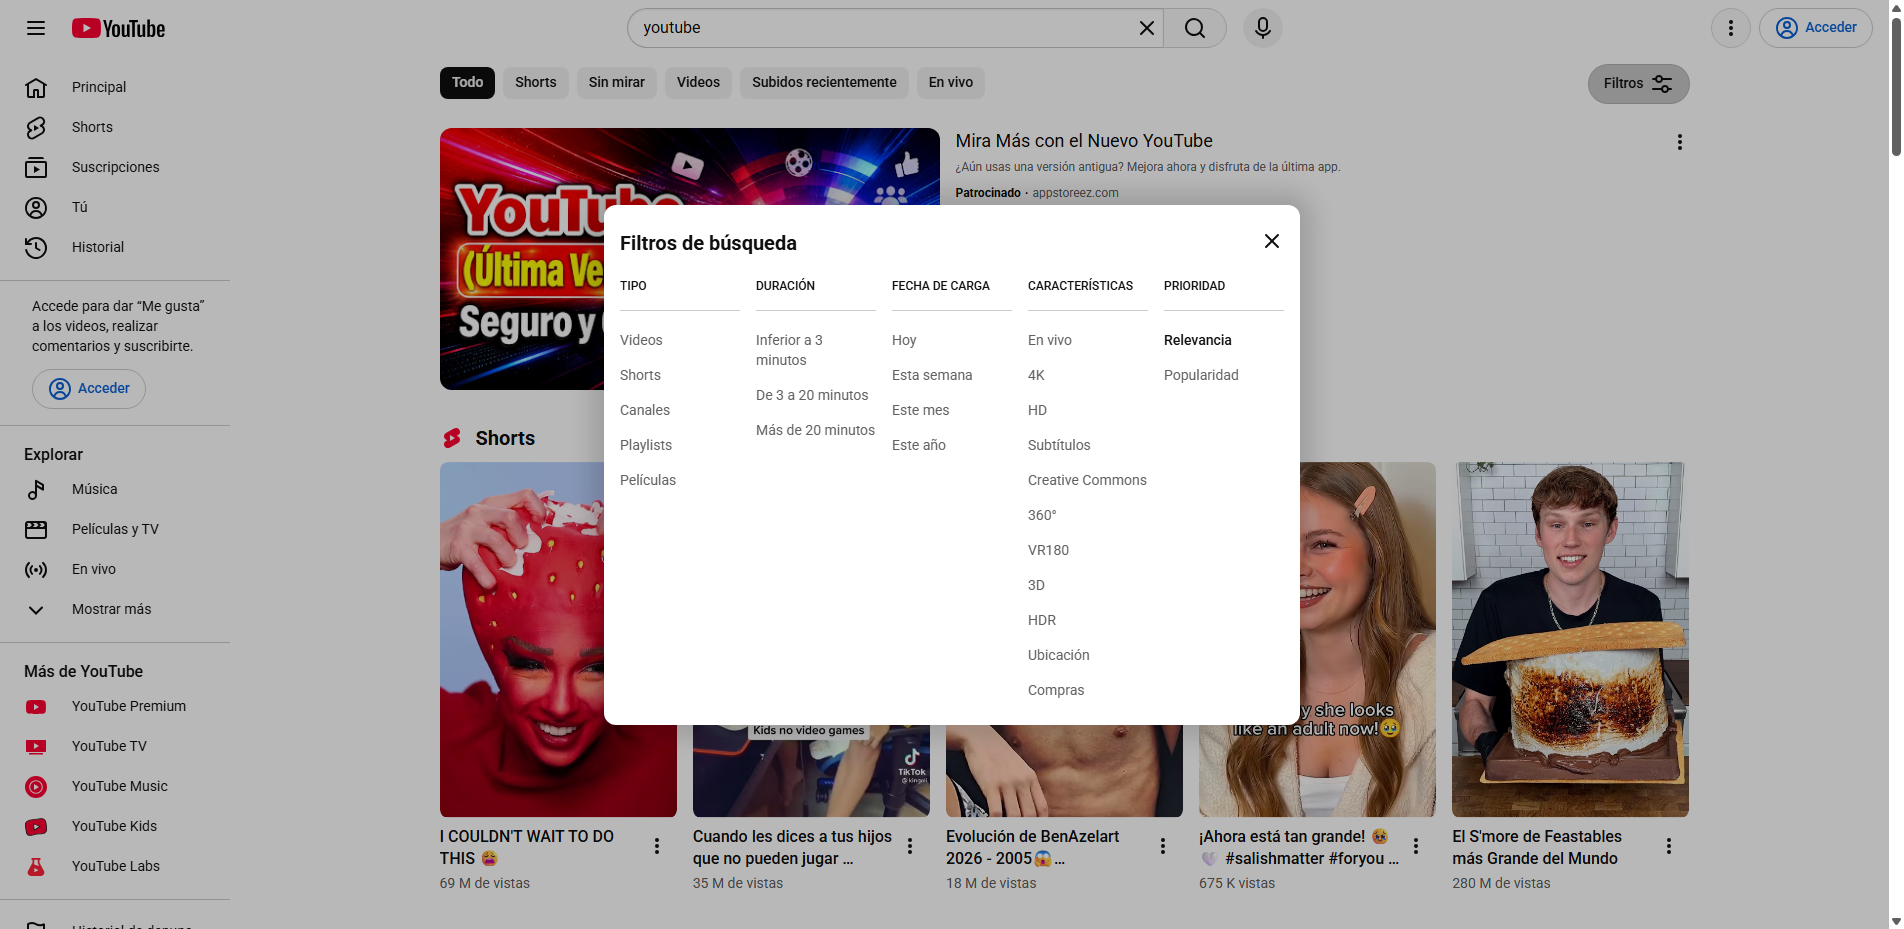 YouTube
youtube
Acceder
Todo
Shorts
Sin mirar
Videos
Subidos recientemente
En vivo
Filtros
Principal
Shorts
Suscripciones
Tú
Historial
Accede para dar “Me gusta”
a los videos, realizar
comentarios y suscribirte.
Acceder
Explorar
Música
Películas y TV
En vivo
Mostrar más
Más de YouTube
YouTube Premium
YouTube TV
YouTube Music
YouTube Kids
YouTube Labs
Mira Más con el Nuevo YouTube
¿Aún usas una versión antigua? Mejora ahora y disfruta de la última app.
Patrocinado · appstoreez.com
YouTu
(Última Ve
Seguro y
Filtros de búsqueda
TIPO
Videos
Shorts
Canales
Playlists
Películas
DURACIÓN
Inferior a 3
minutos
De 3 a 20 minutos
Más de 20 minutos
FECHA DE CARGA
Hoy
Esta semana
Este mes
Este año
CARACTERÍSTICAS
En vivo
4K
HD
Subtítulos
Creative Commons
360°
VR180
3D
HDR
Ubicación
Compras
PRIORIDAD
Relevancia
Popularidad
Shorts
Kids no video games
TikTok
y she looks
like an adult now!🥹
I COULDN'T WAIT TO DO
THIS 😩
69 M de vistas
Cuando les dices a tus hijos
que no pueden jugar ...
35 M de vistas
Evolución de BenAzelart
2026 - 2005😱...
18 M de vistas
¡Ahora está tan grande! 😭
🤍 #salishmatter #foryou ...
675 K vistas
El S'more de Feastables
más Grande del Mundo
280 M de vistas